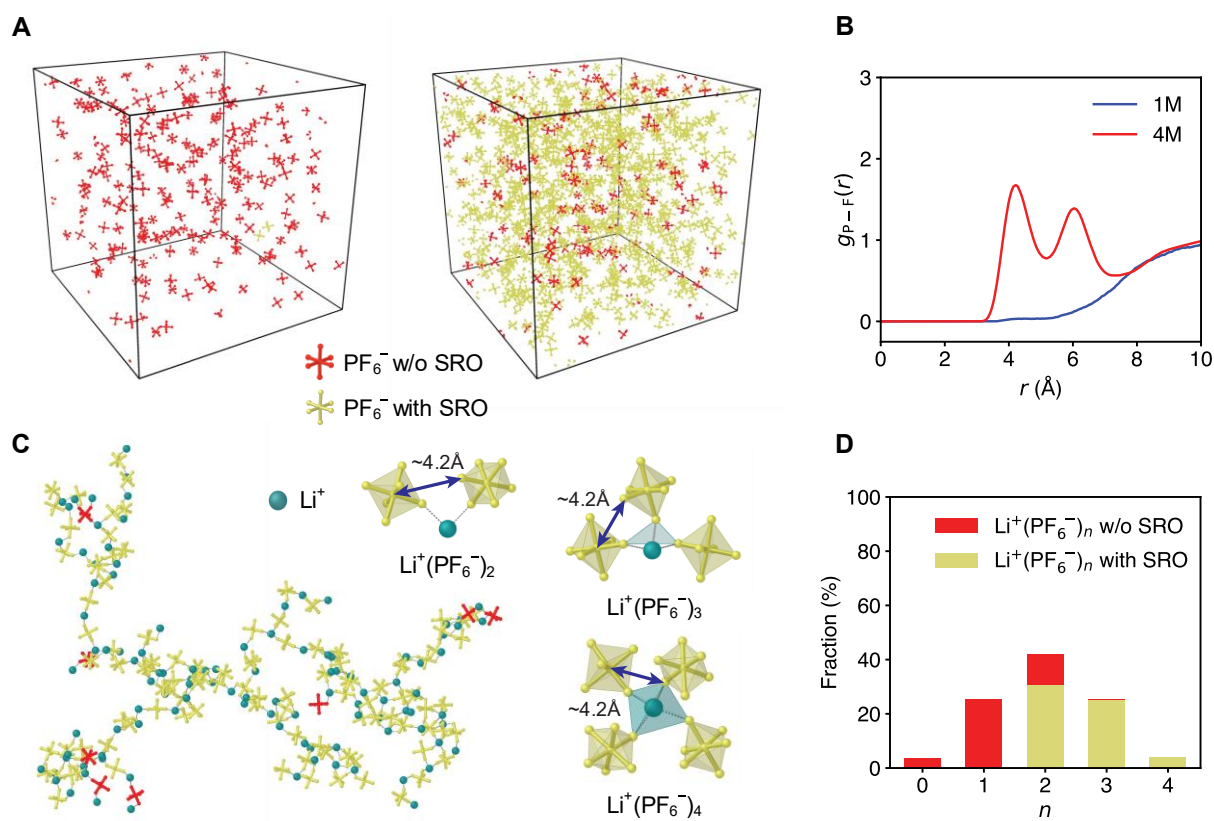 A
PF₆⁻ w/o SRO
PF₆⁻ with SRO
B
3
2
1
0
0 2 4 6 8 10
g_P–F(r)
r (Å)
1M
4M
C
Li⁺
~4.2Å
Li⁺(PF₆⁻)₂
~4.2Å
Li⁺(PF₆⁻)₃
~4.2Å
Li⁺(PF₆⁻)₄
D
100
80
60
40
20
0
0 1 2 3 4
Fraction (%)
n
Li⁺(PF₆⁻)ₙ w/o SRO
Li⁺(PF₆⁻)ₙ with SRO